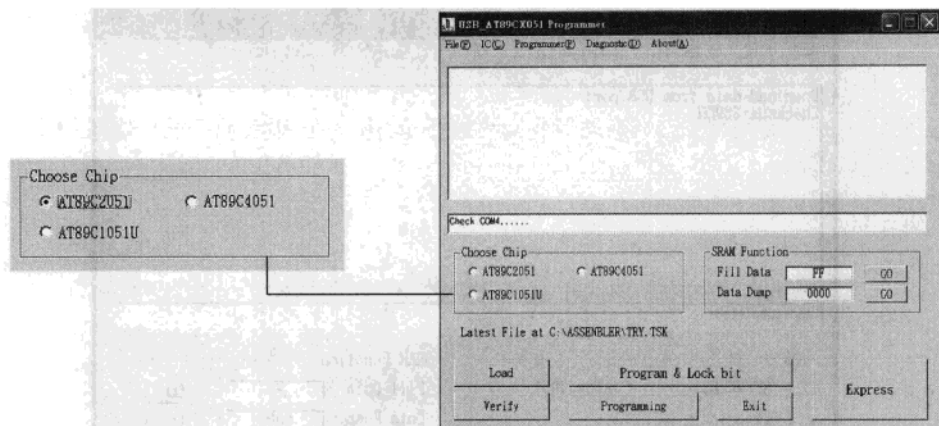 HSH_AT89CX051 Programmer
File(F) IC(C) Programmer(P) Diagnostic(D) About(A)
Check COM4......
Choose Chip
AT89C2051 AT89C4051
AT89C1051U
Choose Chip
AT89C2051 AT89C4051
AT89C1051U
SRAM Function
Fill Data FF GO
Data Dump 0000 GO
Latest File at C:\ASSENBLER\TRY.TSK
Load Program & Lock bit Express
Verify Programming Exit